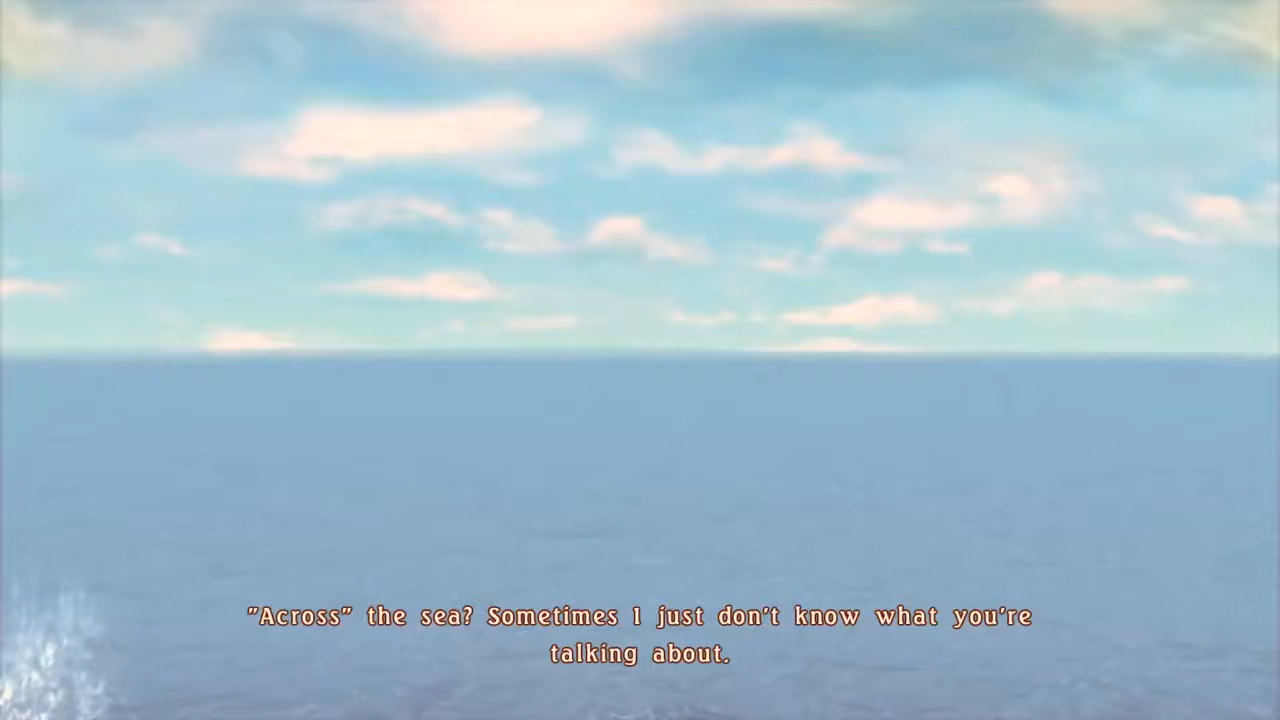 "Across" the sea? Sometimes I just don't know what you're
talking about.